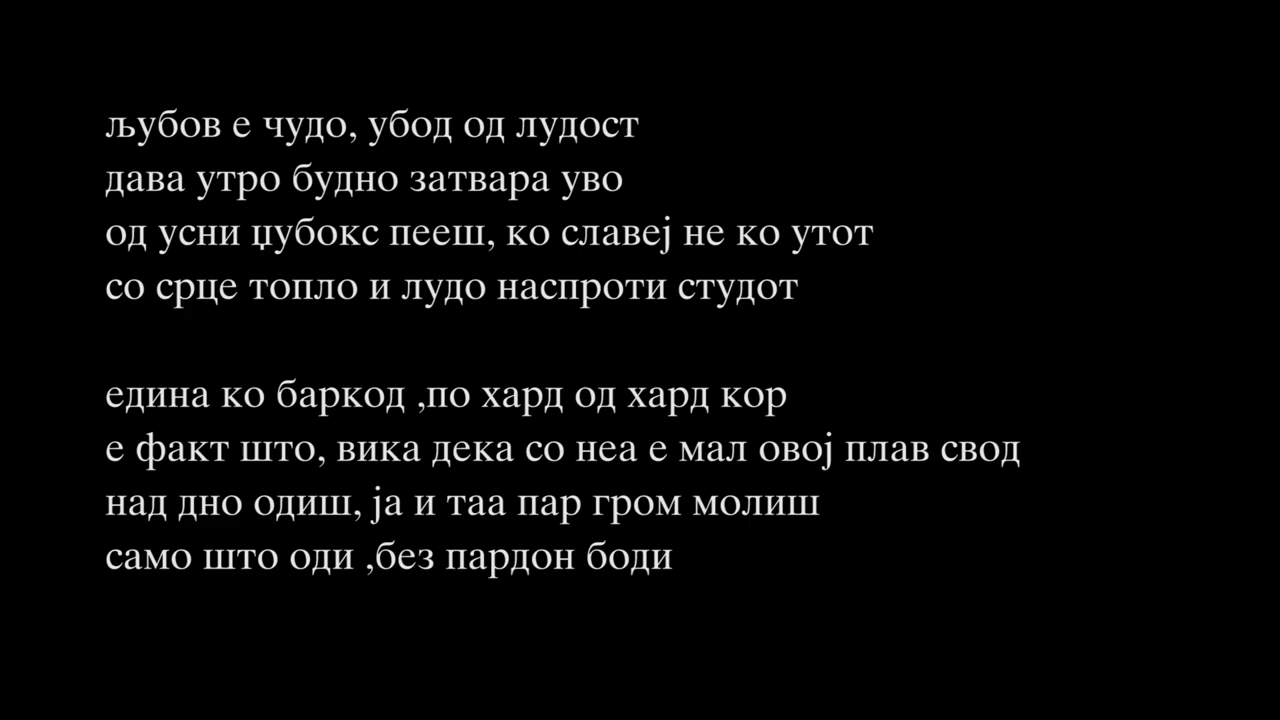 љубов е чудо, убод од лудост
дава утро будно затвара уво
од усни џубокс пееш, ко славеј не ко утот
со срце топло и лудо наспроти студот
едина ко баркод ,по хард од хард кор
е факт што, вика дека со неа е мал овој плав свод
над дно одиш, ја и таа пар гром молиш
само што оди ,без пардон боди